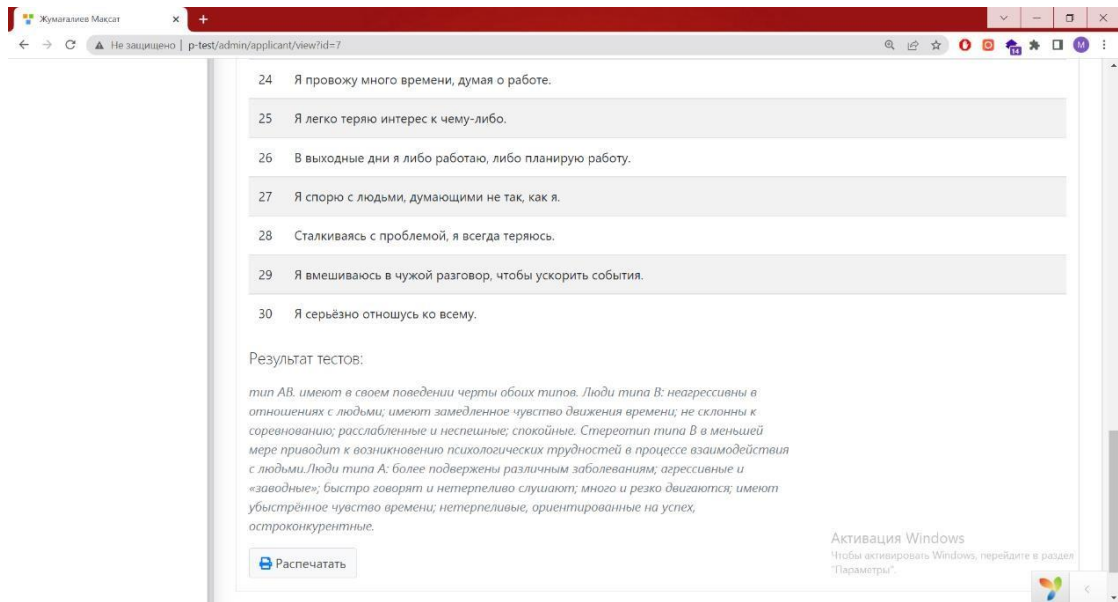 Жумагалиев Максат
Не защищено | p-test/admin/applicant/view?id=7
14
M
24 Я провожу много времени, думая о работе.
25 Я легко теряю интерес к чему-либо.
26 В выходные дни я либо работаю, либо планирую работу.
27 Я спорю с людьми, думающими не так, как я.
28 Сталкиваясь с проблемой, я всегда теряюсь.
29 Я вмешиваюсь в чужой разговор, чтобы ускорить события.
30 Я серьёзно отношусь ко всему.
Результат тестов:
тип АВ. имеют в своем поведении черты обоих типов. Люди типа В: неагрессивны в
отношениях с людьми; имеют замедленное чувство движения времени; не склонны к
соревнованию; расслабленные и неспешные; спокойные. Стереотип типа В в меньшей
мере приводит к возникновению психологических трудностей в процессе взаимодействия
с людьми.Люди типа А: более подвержены различным заболеваниям; агрессивные и
«заводные»; быстро говорят и нетерпеливо слушают; много и резко двигаются; имеют
убыстрённое чувство времени; нетерпеливые, ориентированные на успех,
остроконкурентные.
Распечатать
Активация Windows
Чтобы активировать Windows, перейдите в раздел
"Параметры".